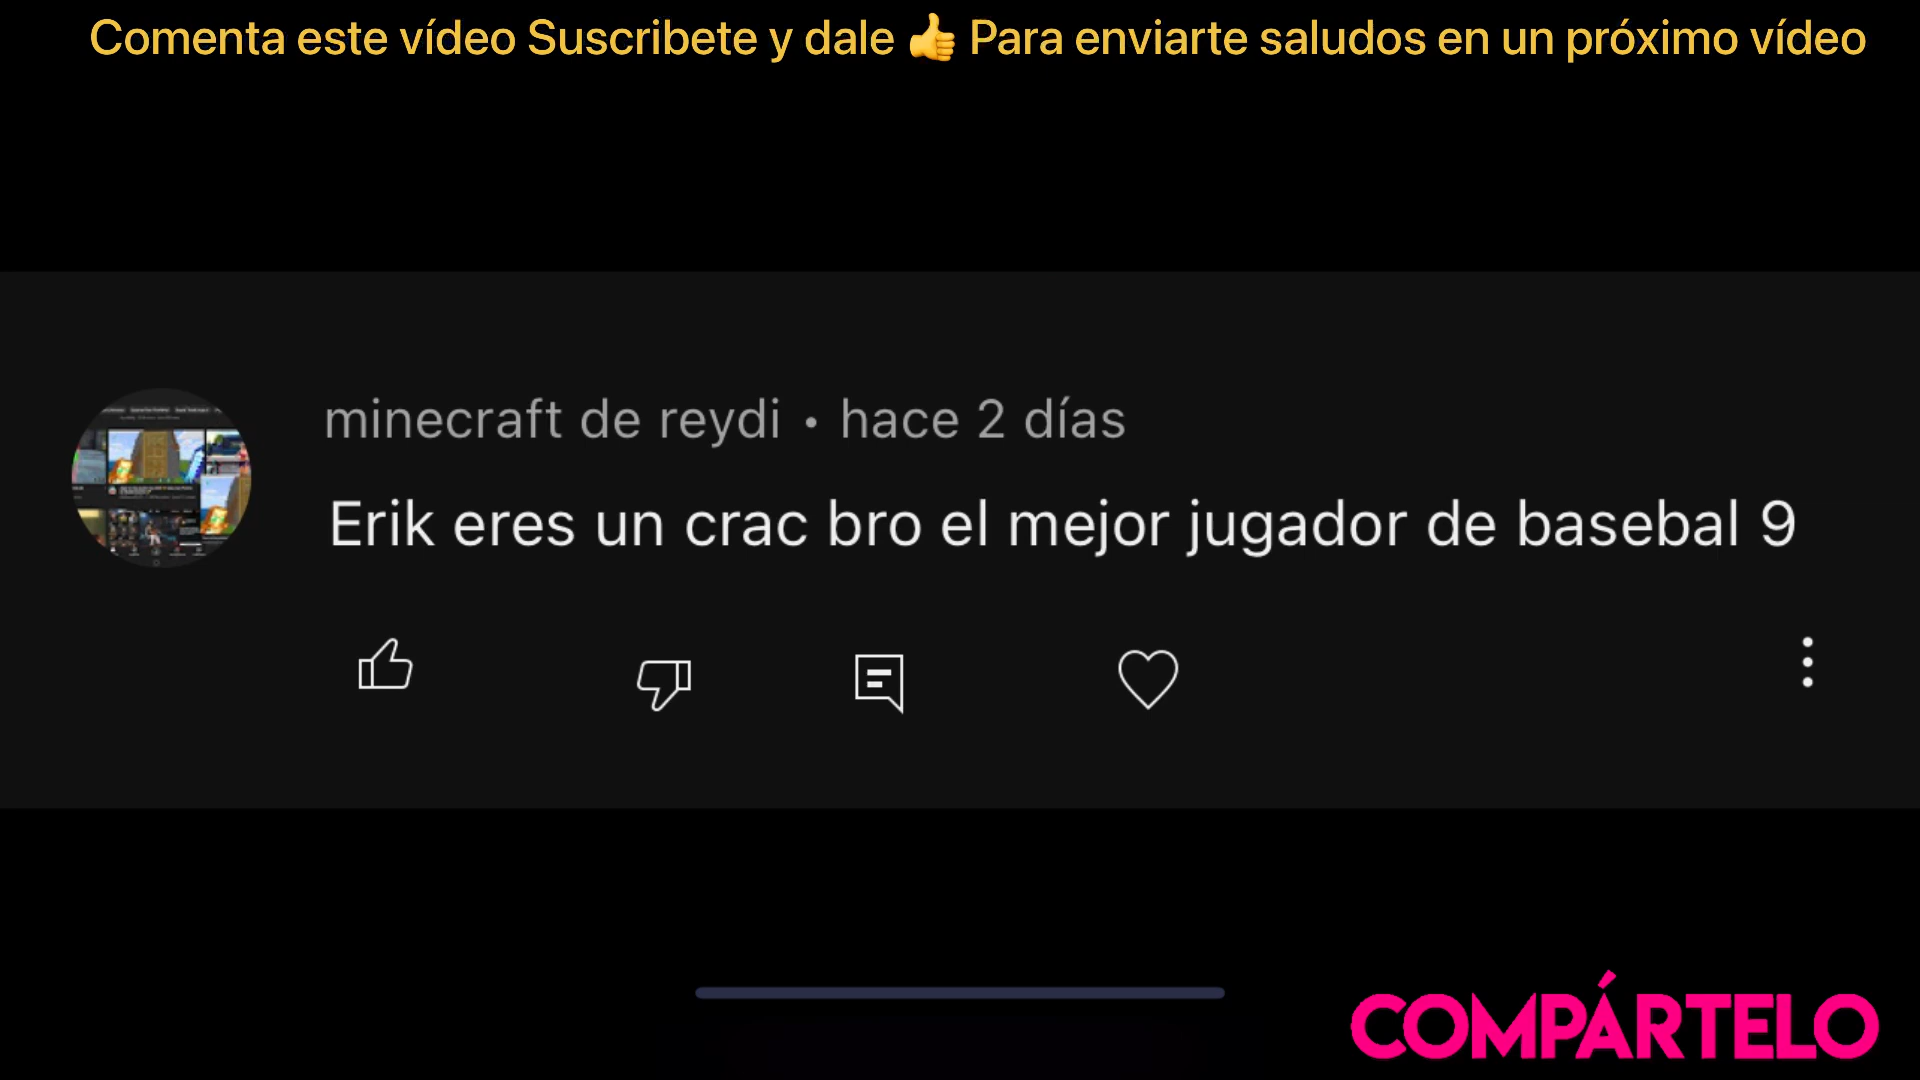 Comenta este vídeo Suscribete y dale 👍 Para enviarte saludos en un próximo vídeo
minecraft de reydi • hace 2 días
Erik eres un crac bro el mejor jugador de basebal 9
COMPÁRTELO